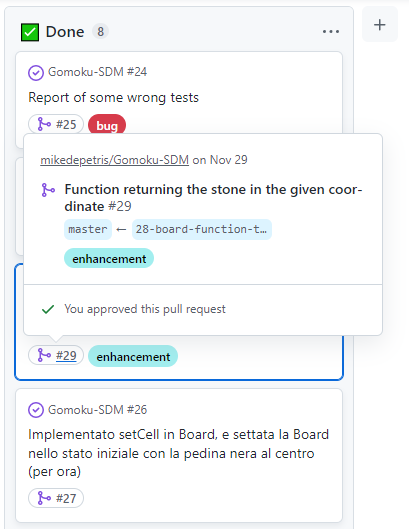 Done 8
Gomoku-SDM #24
Report of some wrong tests
#25 bug
mikedepetris/Gomoku-SDM on Nov 29
Function returning the stone in the given coor-
dinate #29
master ← 28-board-function-t...
enhancement
You approved this pull request
#29 enhancement
Gomoku-SDM #26
Implementato setCell in Board, e settata la Board
nello stato iniziale con la pedina nera al centro
(per ora)
#27